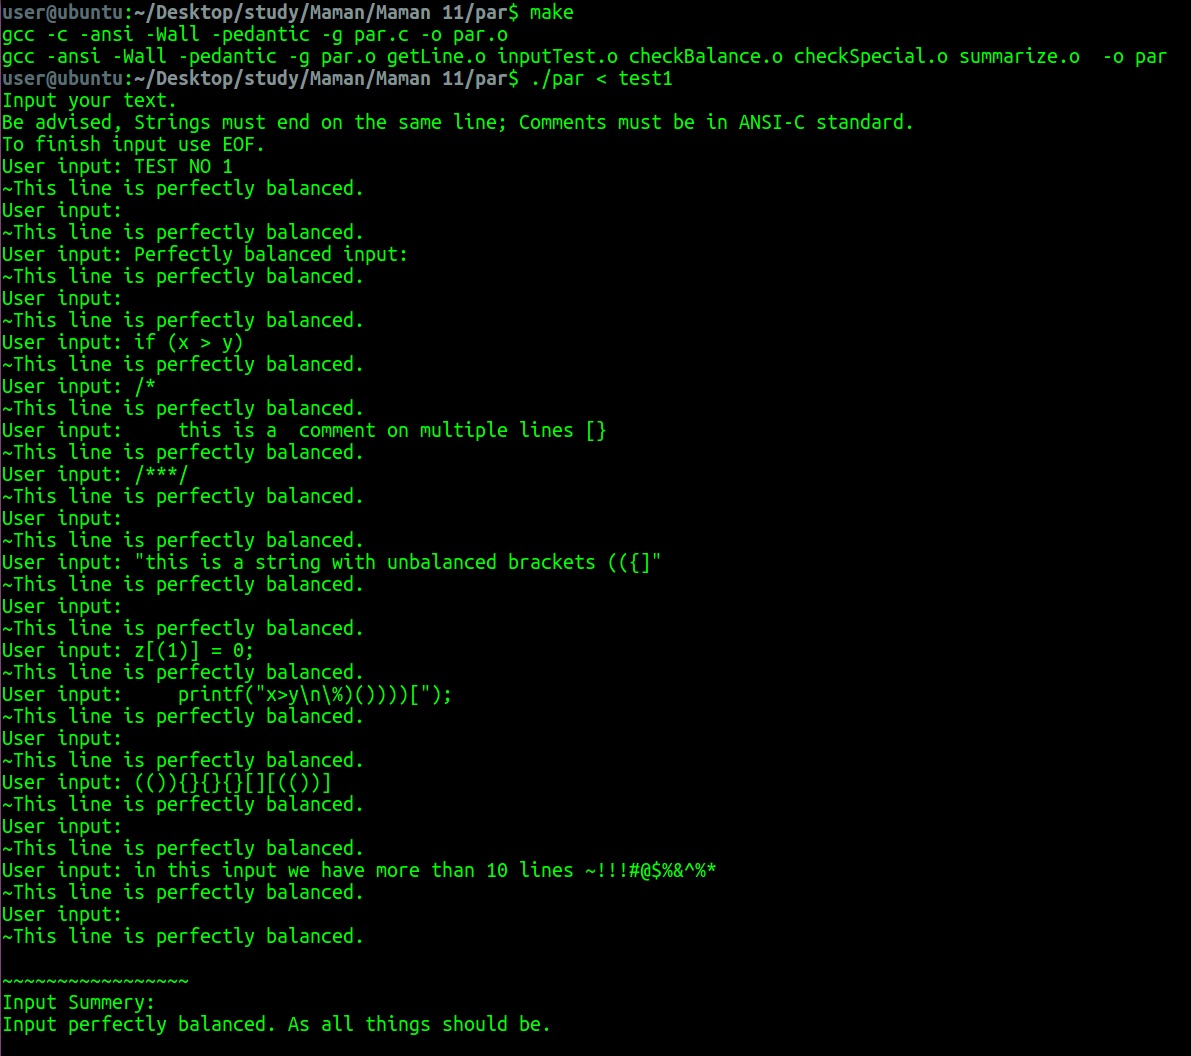 user@ubuntu:~/Desktop/study/Maman/Maman 11/par$ make
gcc -c -ansi -Wall -pedantic -g par.c -o par.o
gcc -ansi -Wall -pedantic -g par.o getLine.o inputTest.o checkBalance.o checkSpecial.o summarize.o  -o par
user@ubuntu:~/Desktop/study/Maman/Maman 11/par$ ./par < test1
Input your text.
Be advised, Strings must end on the same line; Comments must be in ANSI-C standard.
To finish input use EOF.
User input: TEST NO 1
~This line is perfectly balanced.
User input:
~This line is perfectly balanced.
User input: Perfectly balanced input:
~This line is perfectly balanced.
User input:
~This line is perfectly balanced.
User input: if (x > y)
~This line is perfectly balanced.
User input: /*
~This line is perfectly balanced.
User input:     this is a  comment on multiple lines [}
~This line is perfectly balanced.
User input: /***/
~This line is perfectly balanced.
User input:
~This line is perfectly balanced.
User input: "this is a string with unbalanced brackets (({]"
~This line is perfectly balanced.
User input:
~This line is perfectly balanced.
User input: z[(1)] = 0;
~This line is perfectly balanced.
User input:     printf("x>y\n\%)())))[");
~This line is perfectly balanced.
User input:
~This line is perfectly balanced.
User input: (()){}{}{}[][(())]
~This line is perfectly balanced.
User input:
~This line is perfectly balanced.
User input: in this input we have more than 10 lines ~!!!#@$%&^%*
~This line is perfectly balanced.
User input:
~This line is perfectly balanced.
~~~~~~~~~~~~~~~~~
Input Summery:
Input perfectly balanced. As all things should be.